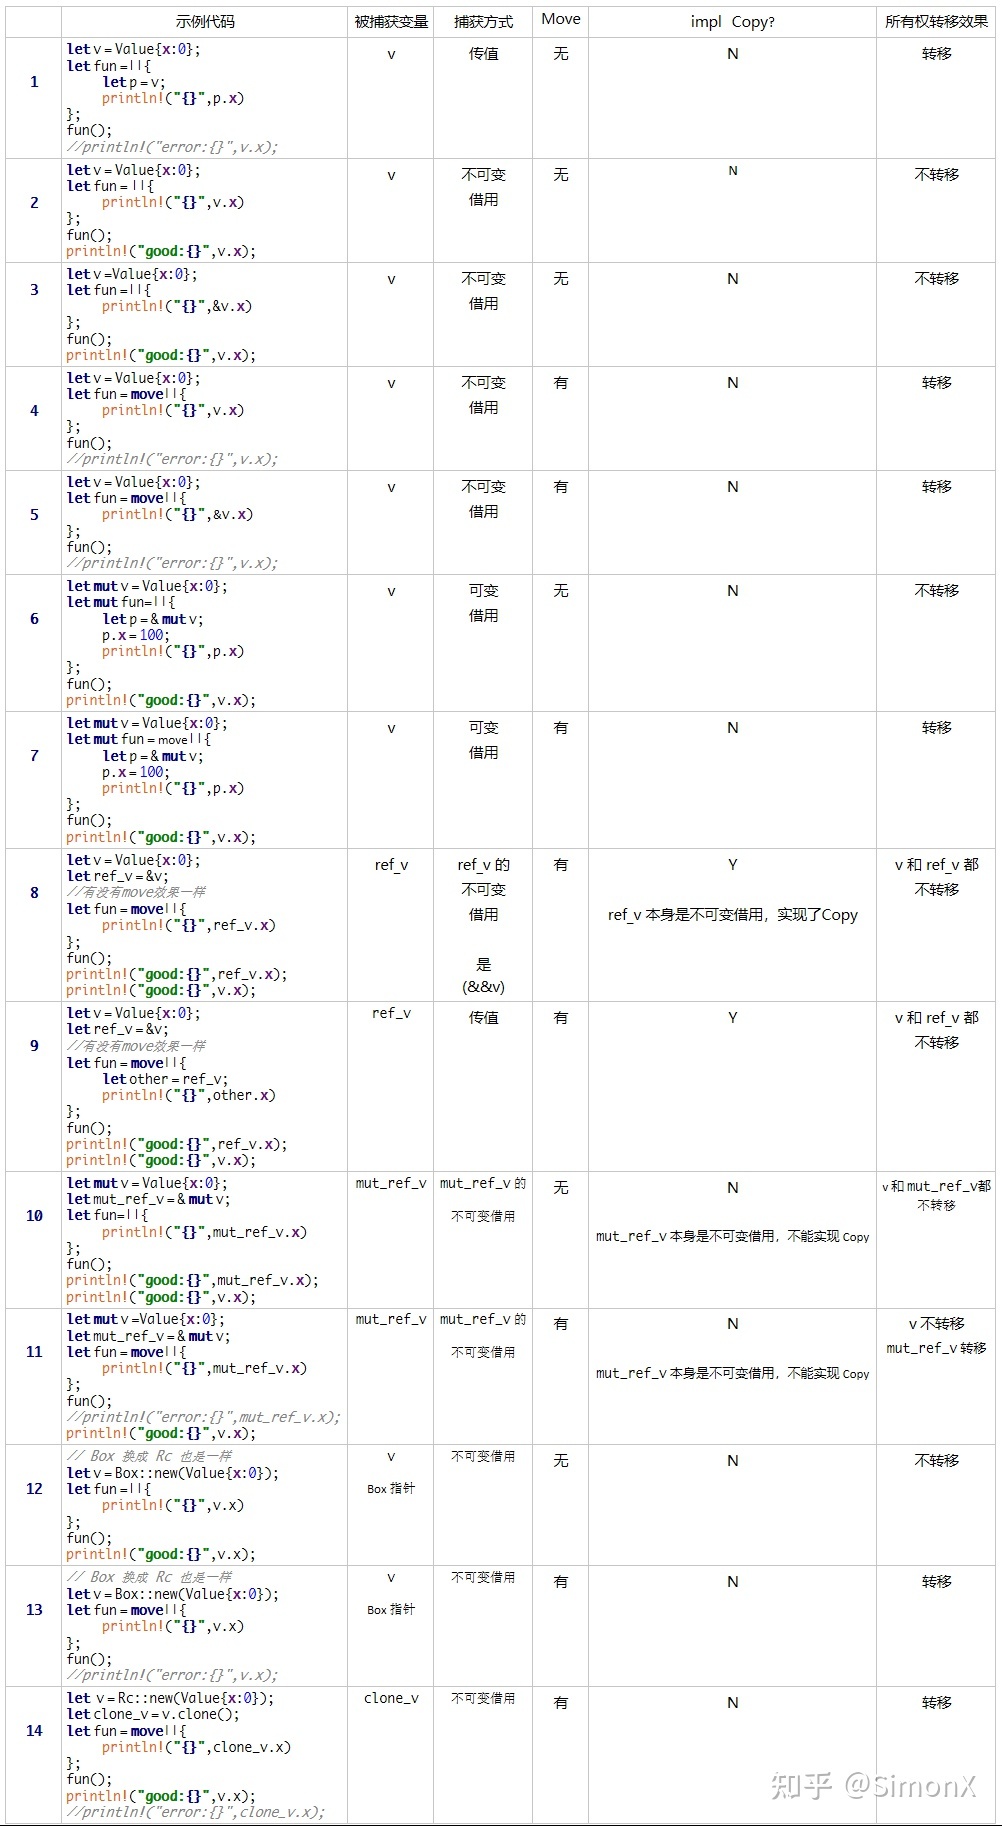 示例代码 被捕获变量 捕获方式 Move impl Copy? 所有权转移效果
1
let v = Value{x:0};
let fun =||{
let p = v;
println!("{}",p.x)
};
fun();
//println!("error:{}",v.x);
v
传值
无
N
转移
2
let v = Value{x:0};
let fun = ||{
println!("{}",v.x)
};
fun();
println!("good:{}",v.x);
v
不可变
借用
无
N
不转移
3
let v =Value{x:0};
let fun =||{
println!("{}",&v.x)
};
fun();
println!("good:{}",v.x);
v
不可变
借用
无
N
不转移
4
let v = Value{x:0};
let fun = move||{
println!("{}",v.x)
};
fun();
//println!("error:{}",v.x);
v
不可变
借用
有
N
转移
5
let v = Value{x:0};
let fun = move||{
println!("{}",&v.x)
};
fun();
//println!("error:{}",v.x);
v
不可变
借用
有
N
转移
6
let mut v = Value{x:0};
let mut fun=||{
let p = & mut v;
p.x = 100;
println!("{}",p.x)
};
fun();
println!("good:{}",v.x);
v
可变
借用
无
N
不转移
7
let mut v = Value{x:0};
let mut fun = move||{
let p = & mut v;
p.x = 100;
println!("{}",p.x)
};
fun();
println!("good:{}",v.x);
v
可变
借用
有
N
转移
8
let v = Value{x:0};
let ref_v = &v;
//有没有move效果一样
let fun = move||{
println!("{}",ref_v.x)
};
fun();
println!("good:{}",ref_v.x);
println!("good:{}",v.x);
ref_v
ref_v 的
不可变
借用
是
(&&v)
有
Y
ref_v 本身是不可变借用，实现了Copy
v 和 ref_v 都
不转移
9
let v = Value{x:0};
let ref_v = &v;
//有没有move效果一样
let fun = move||{
let other = ref_v;
println!("{}",other.x)
};
fun();
println!("good:{}",ref_v.x);
println!("good:{}",v.x);
ref_v
传值
有
Y
v 和 ref_v 都
不转移
10
let mut v = Value{x:0};
let mut_ref_v = & mut v;
let fun=||{
println!("{}",mut_ref_v.x)
};
fun();
println!("good:{}",mut_ref_v.x);
println!("good:{}",v.x);
mut_ref_v
mut_ref_v 的
不可变借用
无
N
mut_ref_v 本身是不可变借用，不能实现 Copy
v 和 mut_ref_v都
不转移
11
let mut v =Value{x:0};
let mut_ref_v = & mut v;
let fun = move||{
println!("{}",mut_ref_v.x)
};
fun();
//println!("error:{}",mut_ref_v.x);
println!("good:{}",v.x);
mut_ref_v
mut_ref_v 的
不可变借用
有
N
mut_ref_v 本身是不可变借用，不能实现 Copy
v 不转移
mut_ref_v 转移
12
// Box 换成 Rc 也是一样
let v = Box::new(Value{x:0});
let fun =||{
println!("{}",v.x)
};
fun();
println!("good:{}",v.x);
v
Box 指针
不可变借用
无
N
不转移
13
// Box 换成 Rc 也是一样
let v = Box::new(Value{x:0});
let fun = move||{
println!("{}",v.x)
};
fun();
//println!("error:{}",v.x);
v
Box 指针
不可变借用
有
N
转移
14
let v = Rc::new(Value{x:0});
let clone_v = v.clone();
let fun = move||{
println!("{}",clone_v.x)
};
fun();
println!("good:{}",v.x);
//println!("error:{}",clone_v.x);
clone_v
不可变借用
有
N
转移
知乎 @SimonX